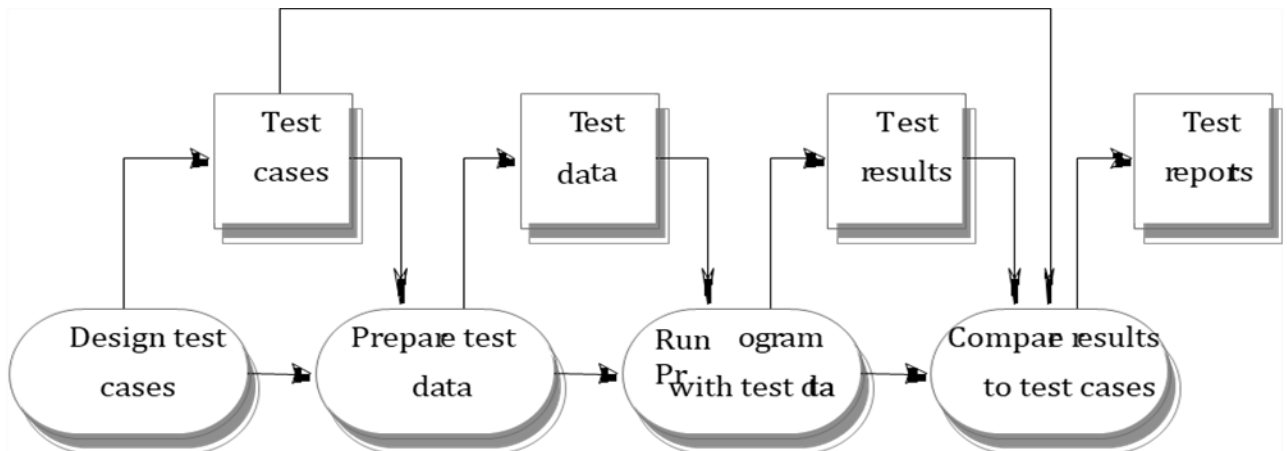 Test
cases
Test
data
Test
results
Test
reports
Design test
cases
Prepare test
data
Run ogram
Pr
with test da
Compare results
to test cases